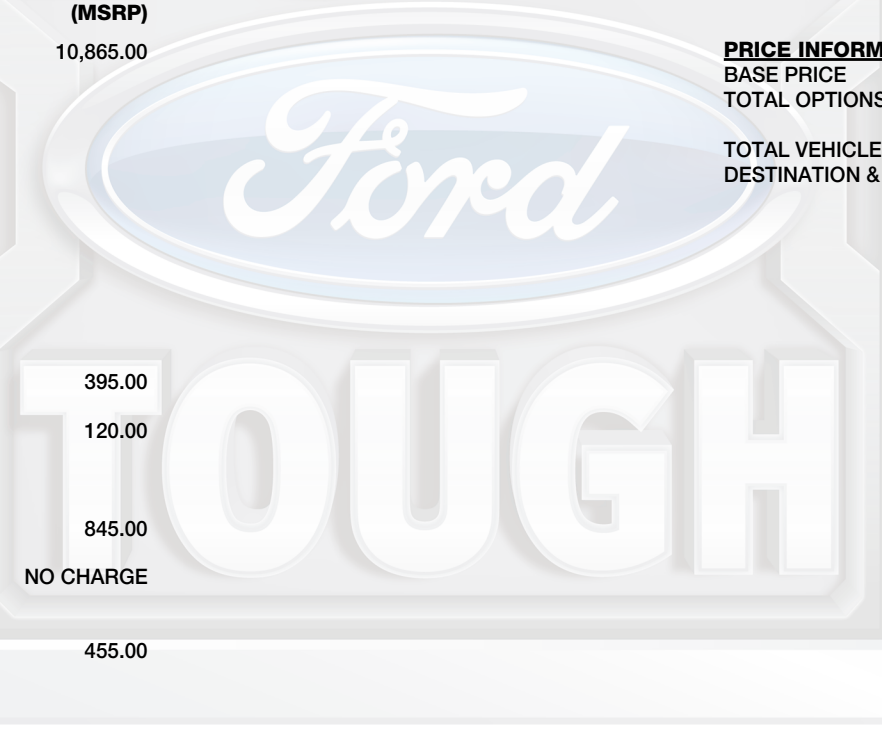 (MSRP)
10,865.00
395.00
120.00
845.00
NO CHARGE
455.00
PRICE INFORM
BASE PRICE
TOTAL OPTIONS
TOTAL VEHICLE
DESTINATION &
Ford
TOUGH